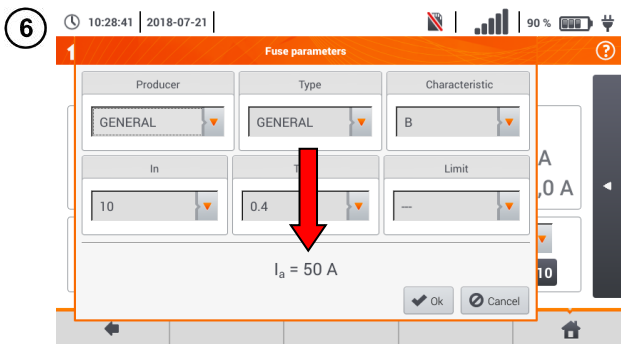 6
10:28:41 2018-07-21 90 %
Fuse parameters ?
Producer Type Characteristic
GENERAL GENERAL B
In T Limit
10 0.4 ---
A
,0 A
10
Ia = 50 A
Ok Cancel